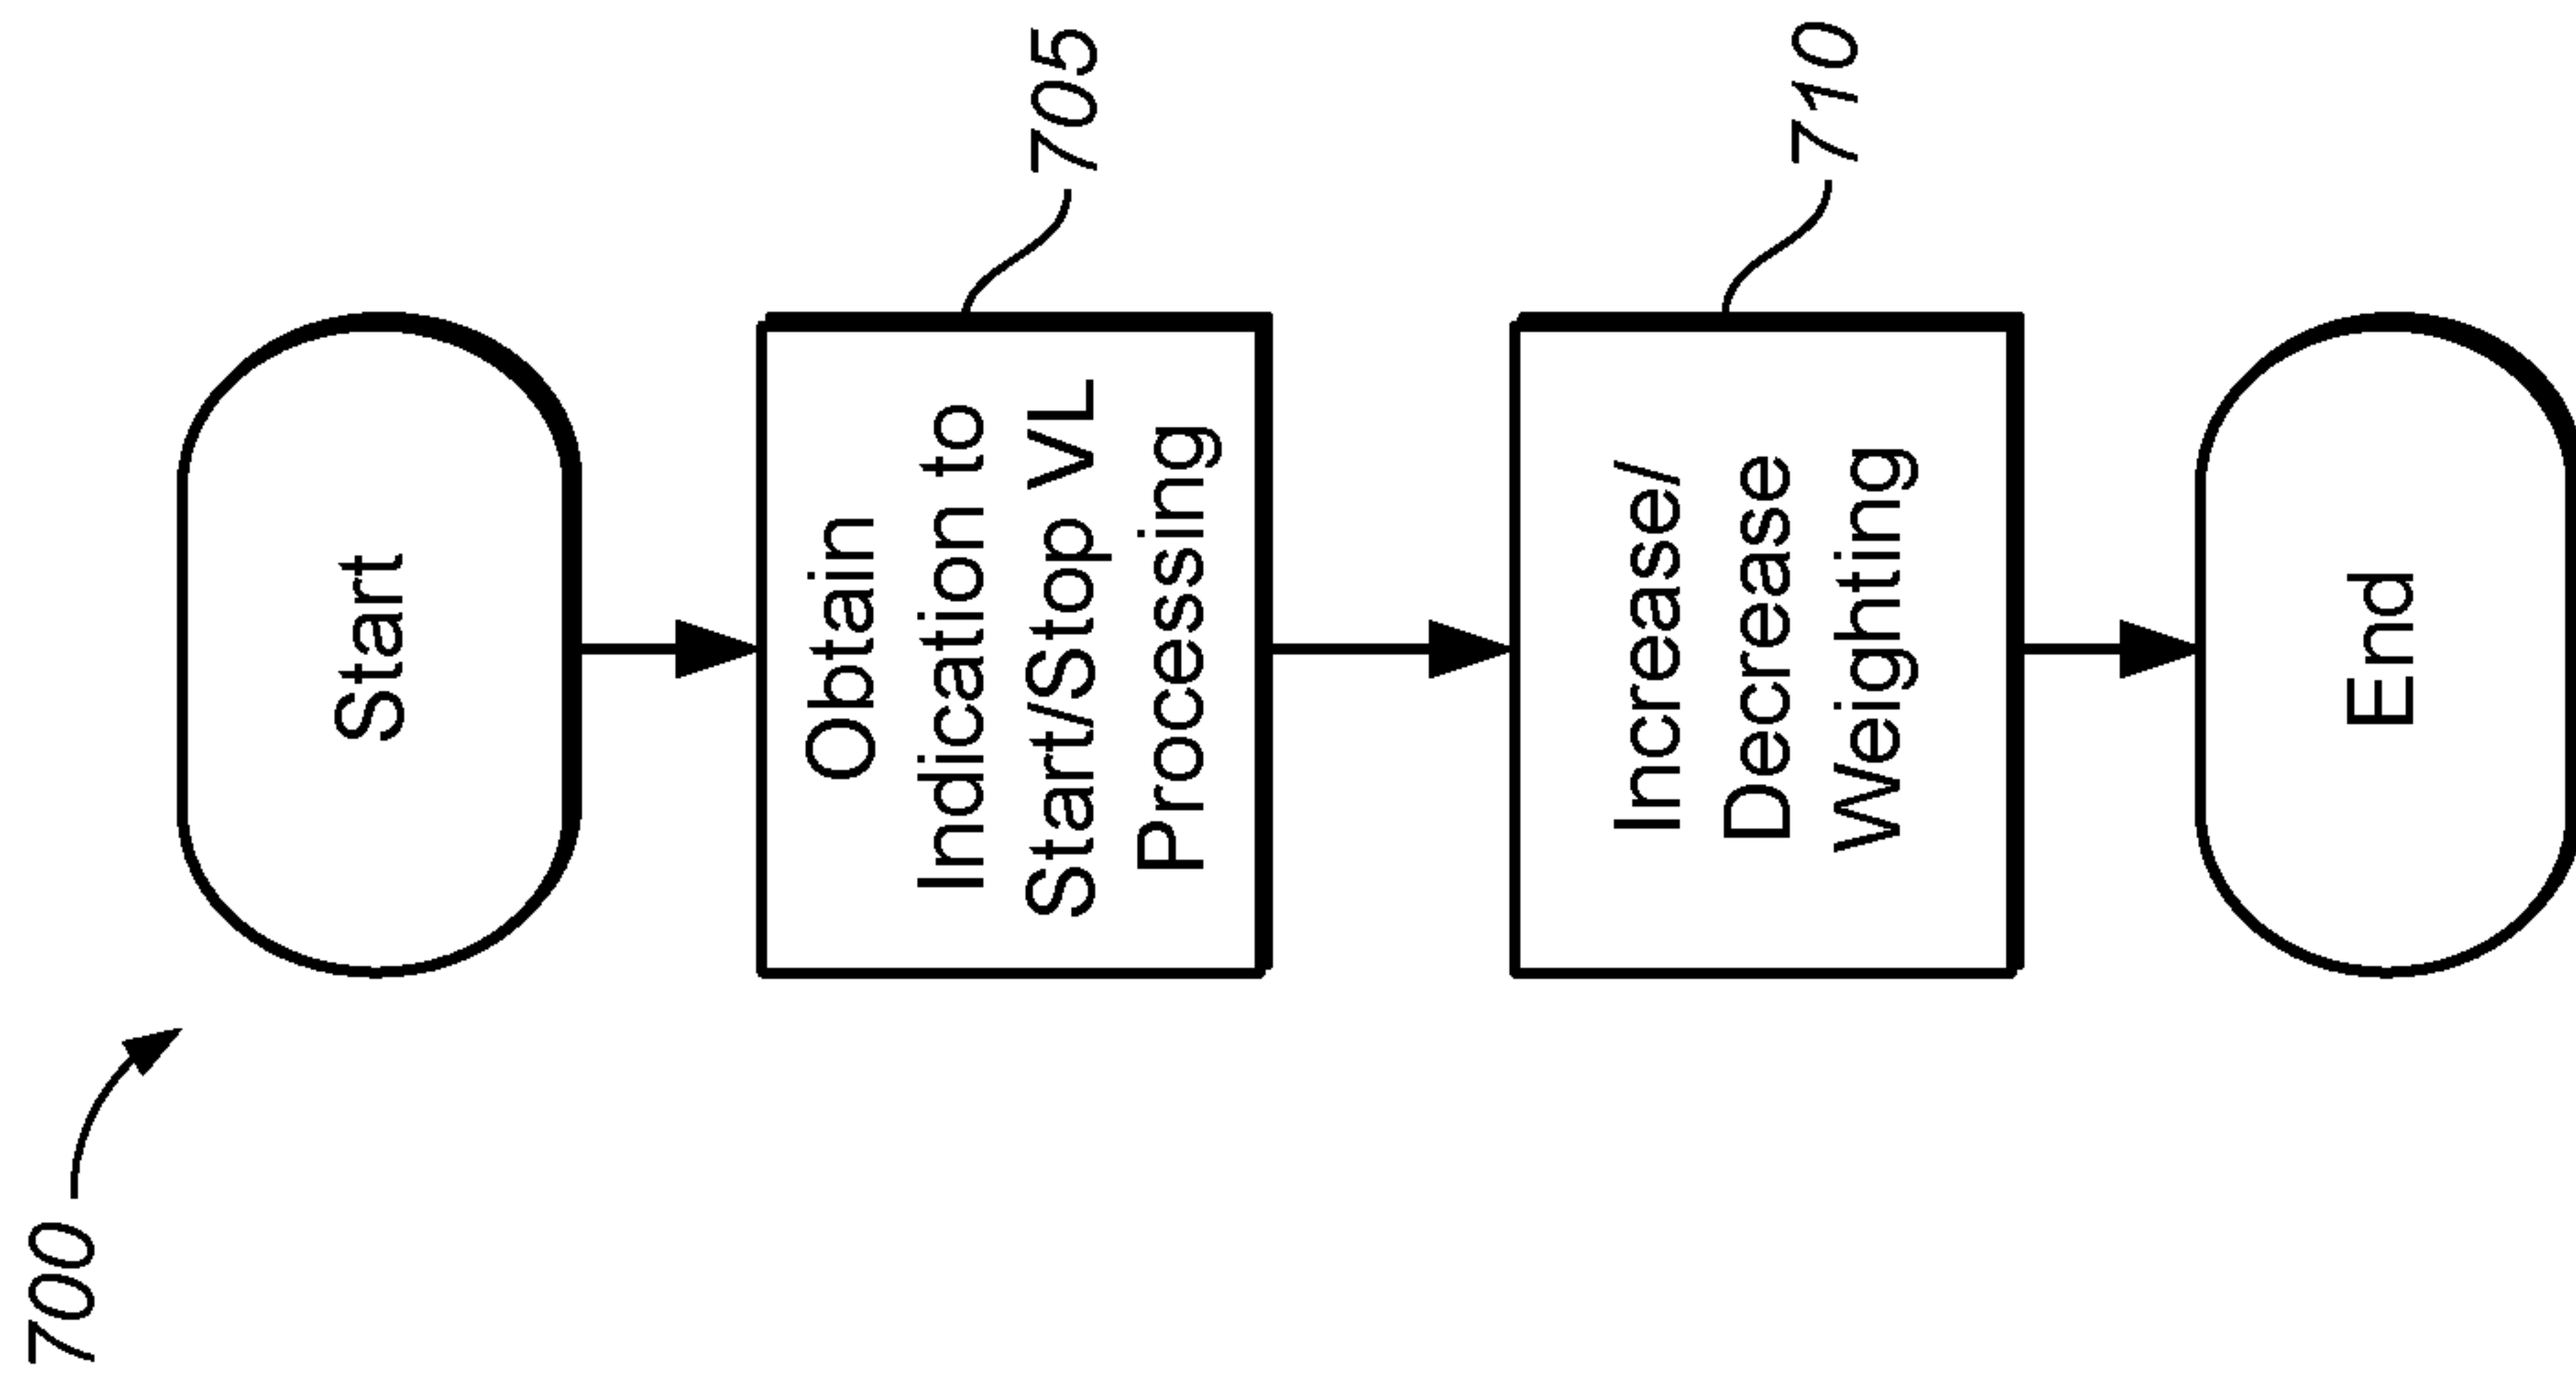 700
Start
Obtain
Indication to
Start/Stop VL
Processing
705
Increase/
Decrease
Weighting
710
End